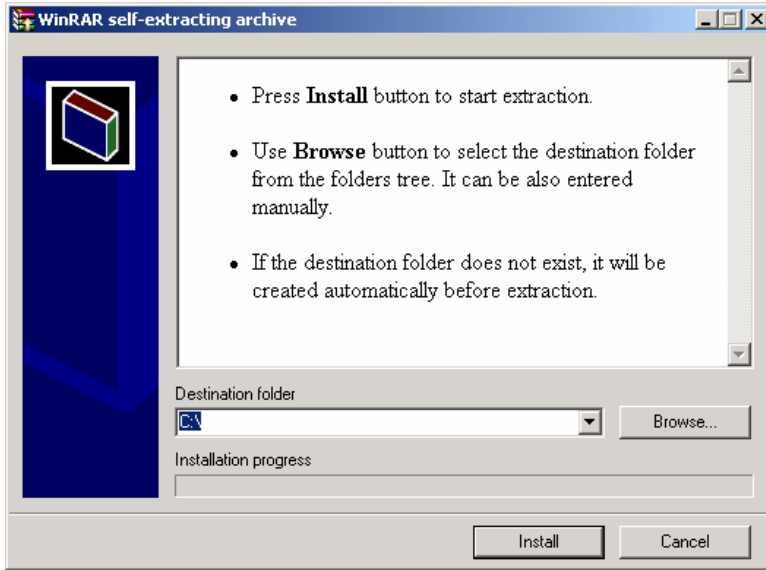 WinRAR self-extracting archive
• Press Install button to start extraction.
• Use Browse button to select the destination folder
from the folders tree. It can be also entered
manually.
• If the destination folder does not exist, it will be
created automatically before extraction.
Destination folder
C:\
Browse...
Installation progress
Install
Cancel